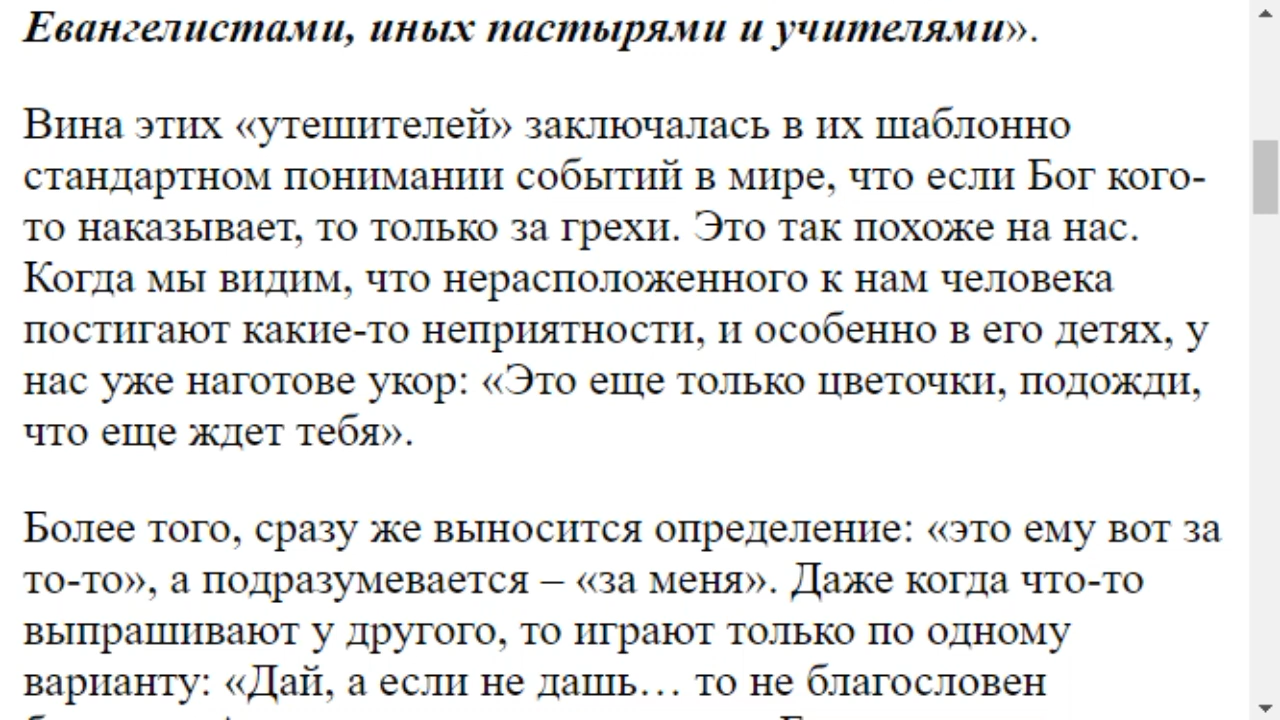 Евангелистами, иных пастырями и учителями».
Вина этих «утешителей» заключалась в их шаблонно
стандартном понимании событий в мире, что если Бог кого-
то наказывает, то только за грехи. Это так похоже на нас.
Когда мы видим, что нерасположенного к нам человека
постигают какие-то неприятности, и особенно в его детях, у
нас уже наготове укор: «Это еще только цветочки, подожди,
что еще ждет тебя».
Более того, сразу же выносится определение: «это ему вот за
то-то», а подразумевается – «за меня». Даже когда что-то
выпрашивают у другого, то играют только по одному
варианту: «Дай, а если не дашь… то не благословен